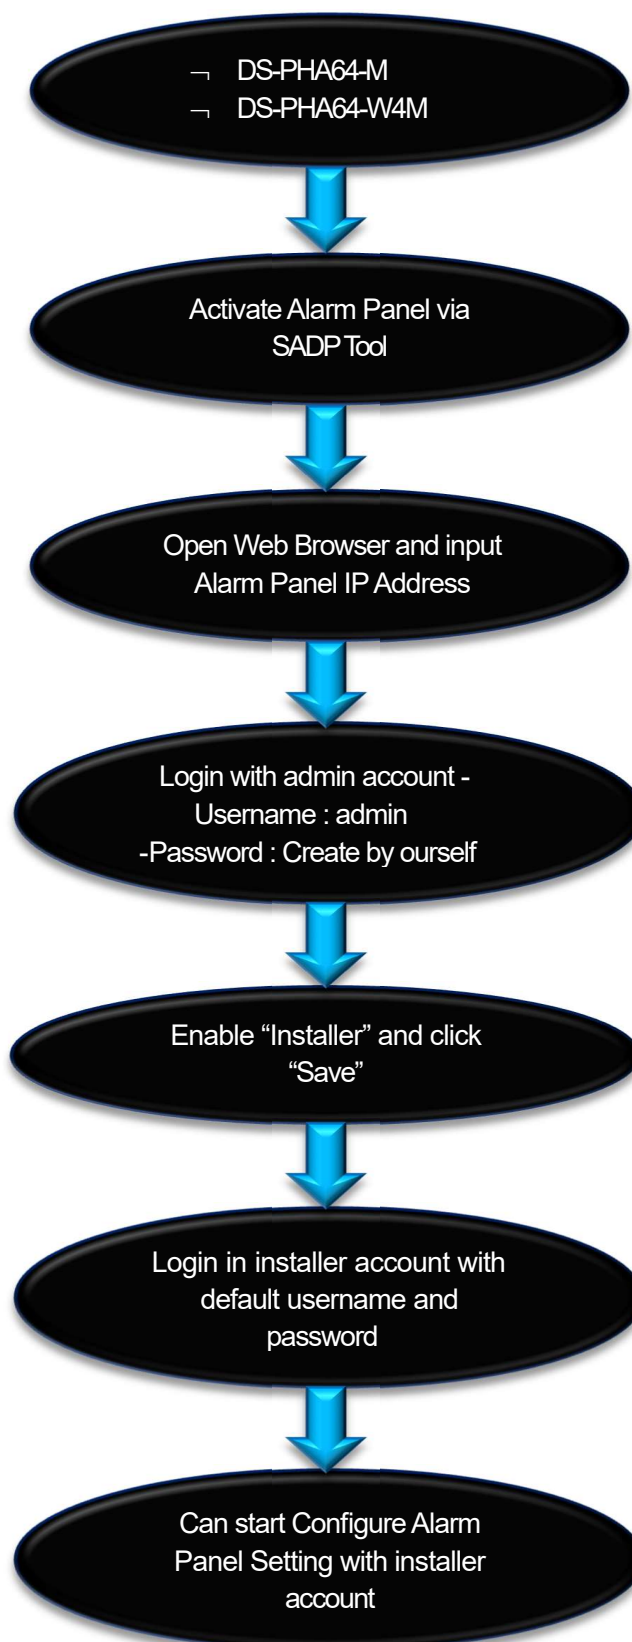 ¬ DS-PHA64-M
¬ DS-PHA64-W4M
Activate Alarm Panel via
SADP Tool
Open Web Browser and input
Alarm Panel IP Address
Login with admin account -
Username : admin
-Password : Create by ourself
Enable “Installer” and click
“Save”
Login in installer account with
default username and
password
Can start Configure Alarm
Panel Setting with installer
account